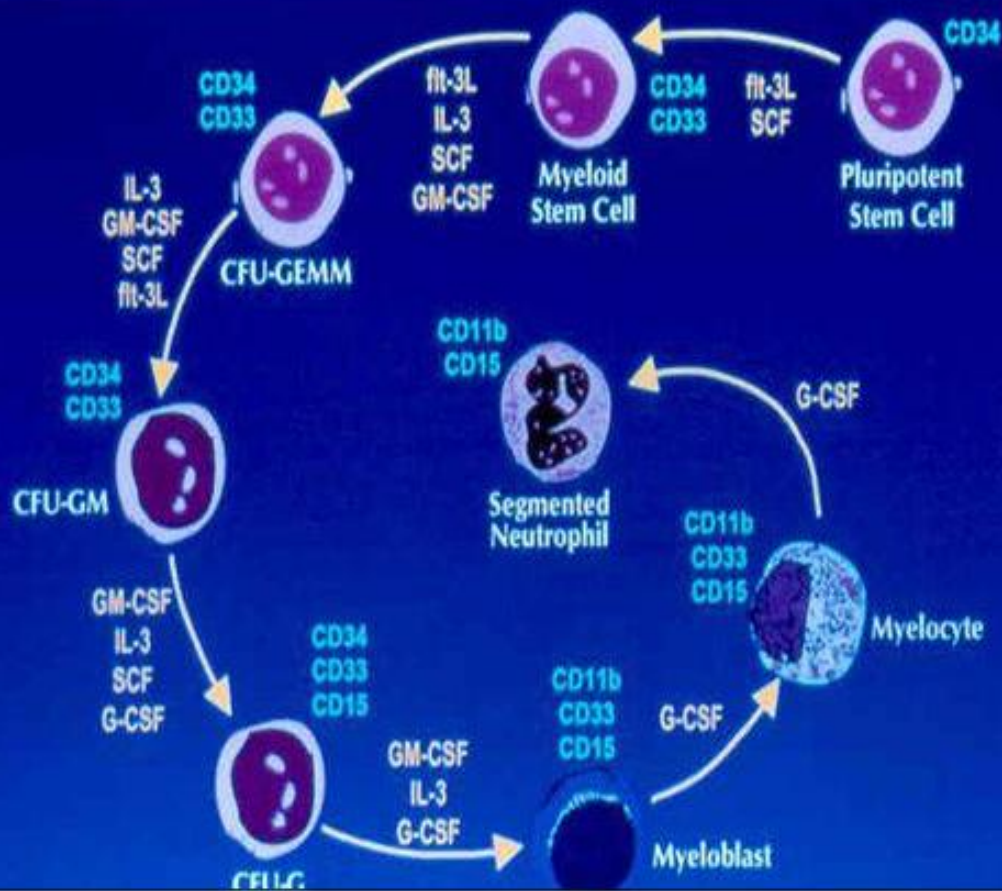 CD34
Pluripotent
Stem Cell
flt-3L
SCF
CD34
CD33
Myeloid
Stem Cell
flt-3L
IL-3
SCF
GM-CSF
CD34
CD33
CFU-GEMM
IL-3
GM-CSF
SCF
flt-3L
CD34
CD33
CFU-GM
GM-CSF
IL-3
SCF
G-CSF
CD34
CD33
CD15
CFU-G
GM-CSF
IL-3
G-CSF
CD11b
CD33
CD15
Myeloblast
G-CSF
CD11b
CD33
CD15
Myelocyte
G-CSF
CD11b
CD15
Segmented
Neutrophil